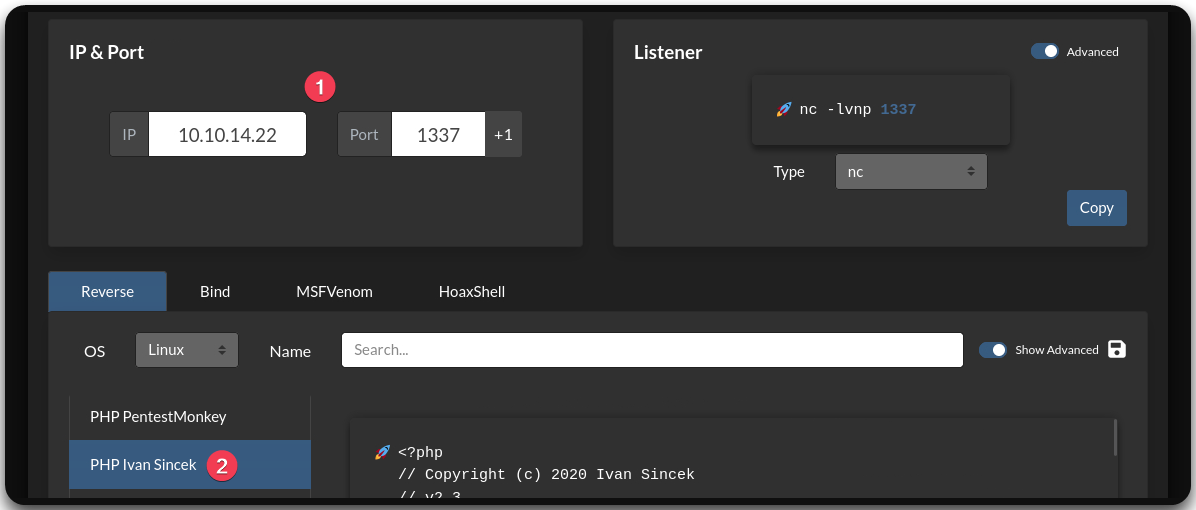 IP & Port
1
IP
10.10.14.22
Port
1337
+1
Listener
Advanced
nc -lvnp 1337
Type
nc
Copy
Reverse
Bind
MSFVenom
HoaxShell
OS
Linux
Name
Search...
Show Advanced
PHP PentestMonkey
PHP Ivan Sincek
2
<?php
// Copyright (c) 2020 Ivan Sincek
// v2.3